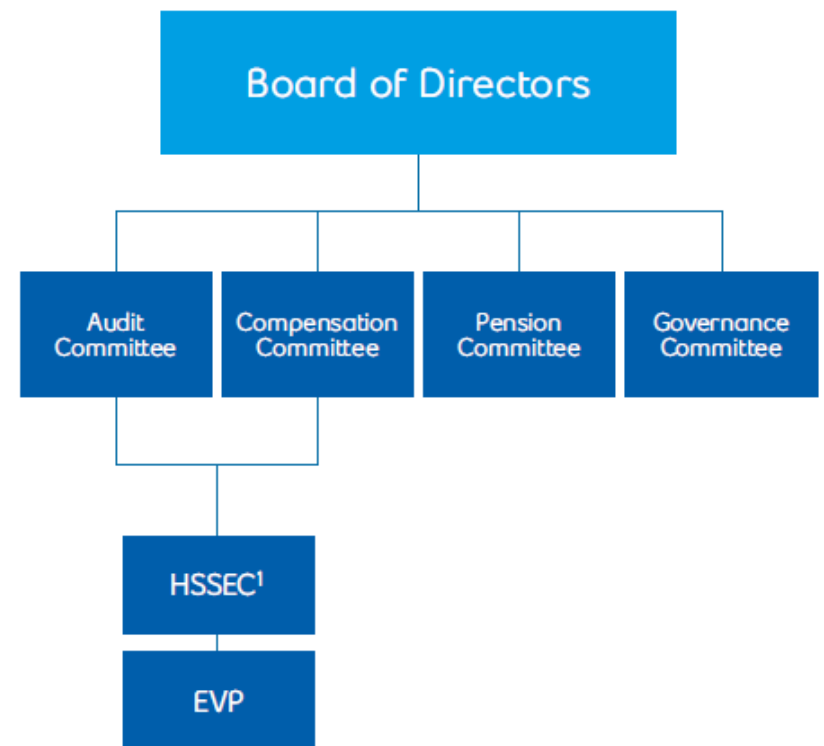 Board of Directors
Audit
Committee
Compensation
Committee
Pension
Committee
Governance
Committee
HSSEC¹
EVP